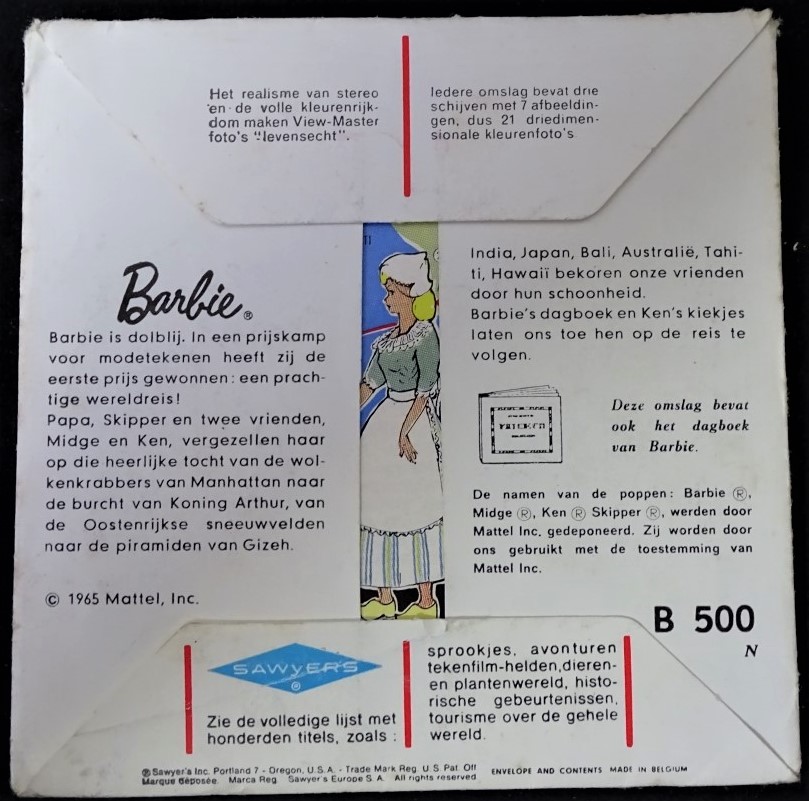 Het realisme van stereo
en de volle kleurenrijk-
dom maken View-Master
foto's "levensecht".
Iedere omslag bevat drie
schijven met 7 afbeeldin-
gen, dus 21 driedimen-
sionale kleurenfoto's
Barbie®
Barbie is dolblij. In een prijskamp
voor modetekenen heeft zij de
eerste prijs gewonnen: een prach-
tige wereldreis!
Papa, Skipper en twee vrienden,
Midge en Ken, vergezellen haar
op die heerlijke tocht van de wol-
kenkrabbers van Manhattan naar
de burcht van Koning Arthur, van
de Oostenrijkse sneeuwvelden
naar de piramiden van Gizeh.
© 1965 Mattel, Inc.
India, Japan, Bali, Australië, Tahi-
ti, Hawaiï bekoren onze vrienden
door hun schoonheid.
Barbie's dagboek en Ken's kiekjes
laten ons toe hen op de reis te
volgen.
Deze omslag bevat
ook het dagboek
van Barbie.
De namen van de poppen: Barbie ®,
Midge ®, Ken ® Skipper ®, werden door
Mattel Inc. gedeponeerd. Zij worden door
ons gebruikt met de toestemming van
Mattel Inc.
B 500
N
SAWYER'S
®
Zie de volledige lijst met
honderden titels, zoals :
sprookjes, avonturen
tekenfilm-helden, dieren-
en plantenwereld, histo-
rische gebeurtenissen,
tourisme over de gehele
wereld.
® Sawyer's Inc. Portland 7 - Oregon, U.S.A. - Trade Mark Reg. U.S. Pat. Off
Marque déposée. Marca Reg. Sawyer's Europe S.A. All rights reserved
ENVELOPE AND CONTENTS MADE IN BELGIUM